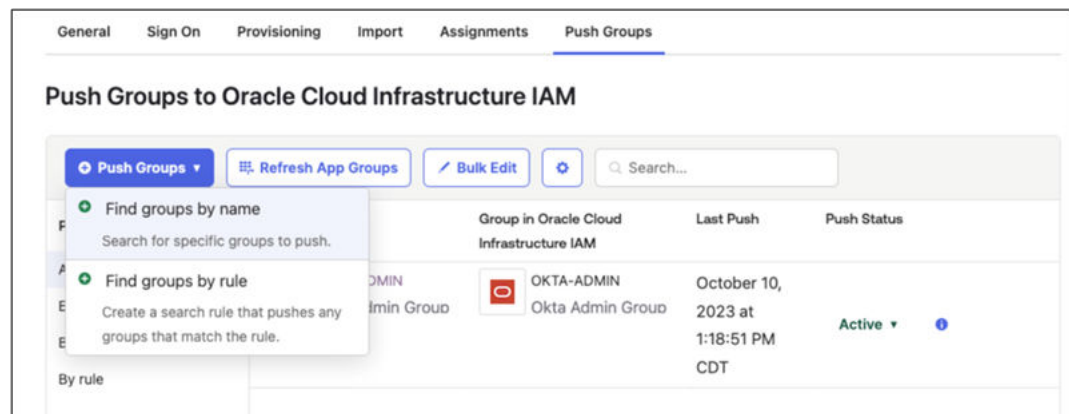 General Sign On Provisioning Import Assignments Push Groups
Push Groups to Oracle Cloud Infrastructure IAM
Push Groups Refresh App Groups Bulk Edit Search...
Find groups by name
Search for specific groups to push.
Find groups by rule
Create a search rule that pushes any
groups that match the rule.
By rule
Group in Oracle Cloud
Infrastructure IAM
Last Push
Push Status
OKTA-ADMIN
Okta Admin Group
October 10,
2023 at
1:18:51 PM
CDT
Active